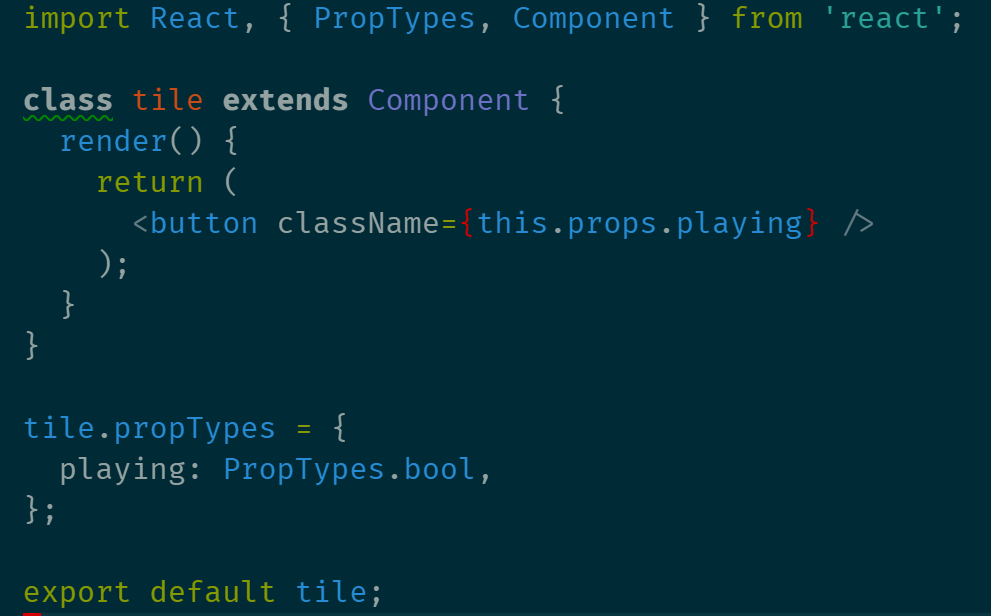 import React, { PropTypes, Component } from 'react';
class tile extends Component {
  render() {
    return (
      <button className={this.props.playing} />
    );
  }
}
tile.propTypes = {
  playing: PropTypes.bool,
};
export default tile;